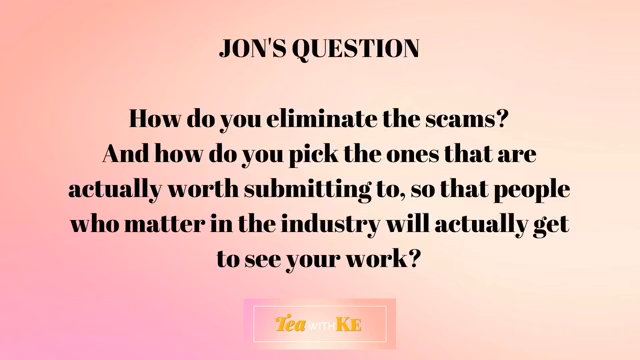 JON'S QUESTION
How do you eliminate the scams?
And how do you pick the ones that are
actually worth submitting to, so that people
who matter in the industry will actually get
to see your work?
Tea WITH KE